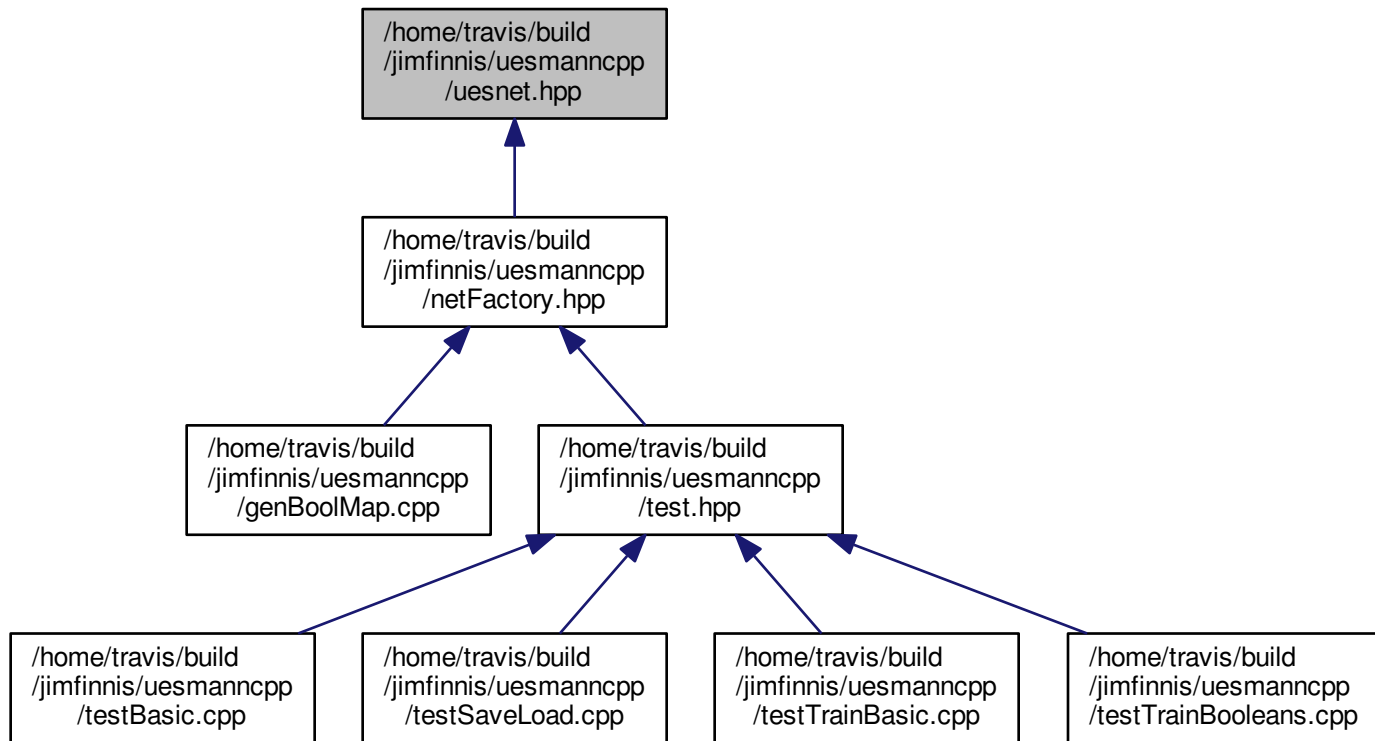 /home/travis/build
/jimfinnis/uesmanncpp
/uesnet.hpp
/home/travis/build
/jimfinnis/uesmanncpp
/netFactory.hpp
/home/travis/build
/jimfinnis/uesmanncpp
/genBoolMap.cpp
/home/travis/build
/jimfinnis/uesmanncpp
/test.hpp
/home/travis/build
/jimfinnis/uesmanncpp
/testBasic.cpp
/home/travis/build
/jimfinnis/uesmanncpp
/testSaveLoad.cpp
/home/travis/build
/jimfinnis/uesmanncpp
/testTrainBasic.cpp
/home/travis/build
/jimfinnis/uesmanncpp
/testTrainBooleans.cpp